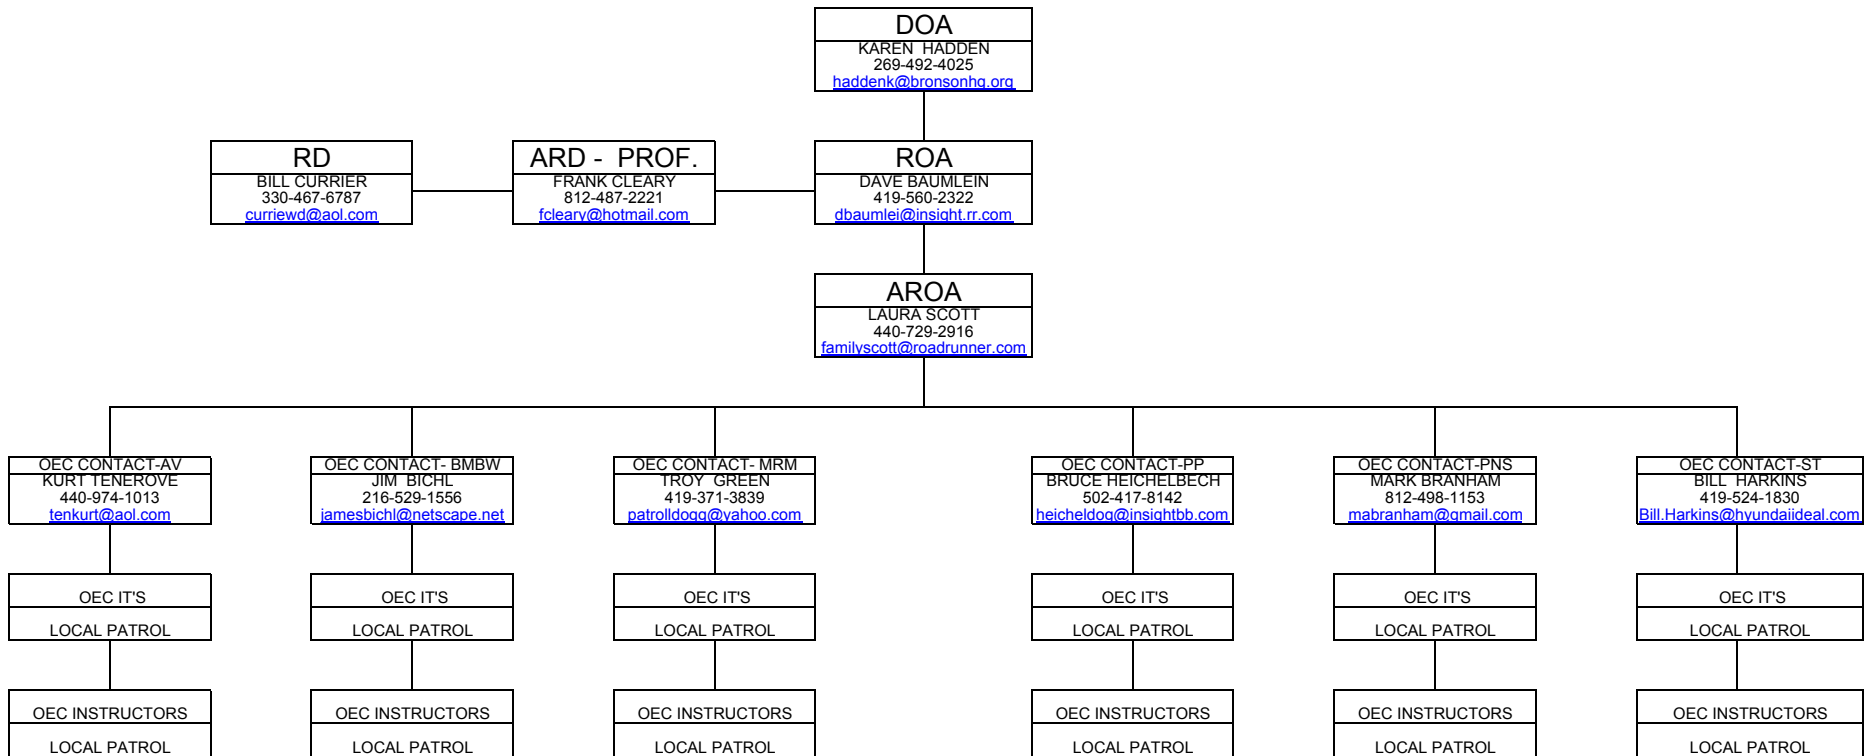 DOA
KAREN HADDEN
269-492-4025
haddenk@bronsonhg.org
RD
BILL CURRIER
330-467-6787
curriewd@aol.com
ARD - PROF.
FRANK CLEARY
812-487-2221
fcleary@hotmail.com
ROA
DAVE BAUMLEIN
419-560-2322
dbaumlei@insight.rr.com
AROA
LAURA SCOTT
440-729-2916
familyscott@roadrunner.com
OEC CONTACT-AV
KURT TENEROVE
440-974-1013
tenkurt@aol.com
OEC CONTACT- BMBW
JIM BICHL
216-529-1556
jamesbichl@netscape.net
OEC CONTACT- MRM
TROY GREEN
419-371-3839
patrolldogg@yahoo.com
OEC CONTACT-PP
BRUCE HEICHELBECH
502-417-8142
heicheldog@insightbb.com
OEC CONTACT-PNS
MARK BRANHAM
812-498-1153
mabranham@gmail.com
OEC CONTACT-ST
BILL HARKINS
419-524-1830
Bill.Harkins@hyundaiideal.com
OEC IT'S
LOCAL PATROL
OEC IT'S
LOCAL PATROL
OEC IT'S
LOCAL PATROL
OEC IT'S
LOCAL PATROL
OEC IT'S
LOCAL PATROL
OEC IT'S
LOCAL PATROL
OEC INSTRUCTORS
LOCAL PATROL
OEC INSTRUCTORS
LOCAL PATROL
OEC INSTRUCTORS
LOCAL PATROL
OEC INSTRUCTORS
LOCAL PATROL
OEC INSTRUCTORS
LOCAL PATROL
OEC INSTRUCTORS
LOCAL PATROL